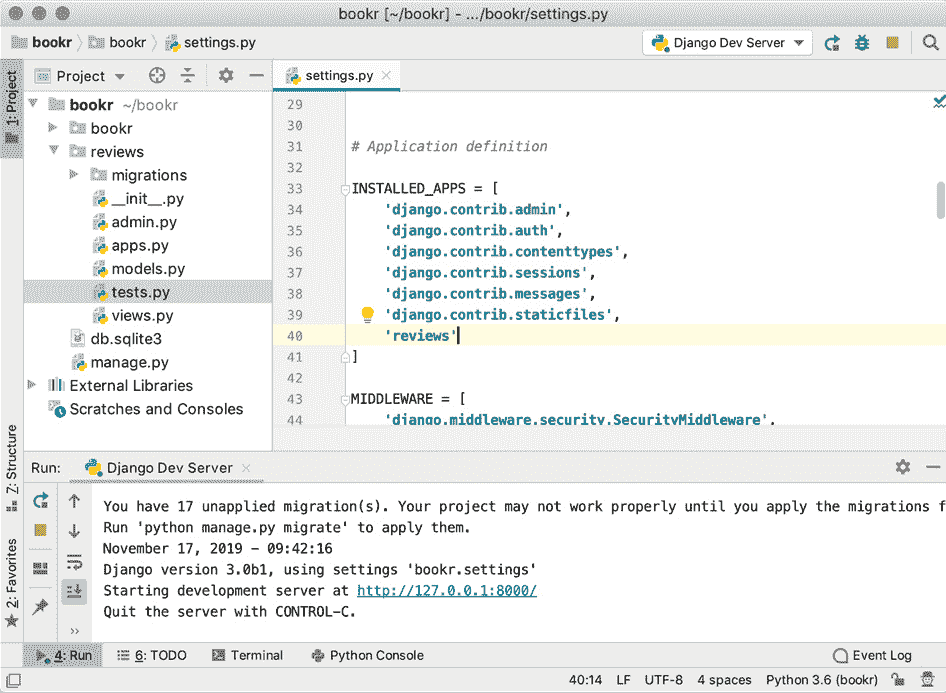 bookr [~/bookr] - .../bookr/settings.py
bookr bookr settings.py Django Dev Server
1: Project
Project
settings.py
bookr ~/bookr
bookr
reviews
migrations
__init__.py
admin.py
apps.py
models.py
tests.py
views.py
db.sqlite3
manage.py
External Libraries
Scratches and Consoles
29
30
31 # Application definition
32
33 INSTALLED_APPS = [
34 'django.contrib.admin',
35 'django.contrib.auth',
36 'django.contrib.contenttypes',
37 'django.contrib.sessions',
38 'django.contrib.messages',
39 'django.contrib.staticfiles',
40 'reviews'
41 ]
42
43 MIDDLEWARE = [
44 'django.middleware.security.SecurityMiddleware',
Z: Structure
2: Favorites
Run: Django Dev Server
You have 17 unapplied migration(s). Your project may not work properly until you apply the migrations f
Run 'python manage.py migrate' to apply them.
November 17, 2019 - 09:42:16
Django version 3.0b1, using settings 'bookr.settings'
Starting development server at http://127.0.0.1:8000/
Quit the server with CONTROL-C.
4: Run 6: TODO Terminal Python Console Event Log
40:14 LF UTF-8 4 spaces Python 3.6 (bookr)